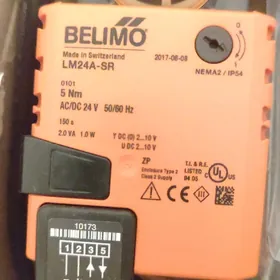 BELIMO
Made in Switzerland
2017-08-08
LM24A-SR
NEMA2 / IP54
0101
5 Nm
AC/DC 24 V 50/60 Hz
150 s
2.0 VA 1.0 W
Y DC (0) 2...10 V
U DC 2...10 V
ZP
Enclosure Type 2
Class 2 Supply
LISTED
UL
CE
10173
1 2 3 5